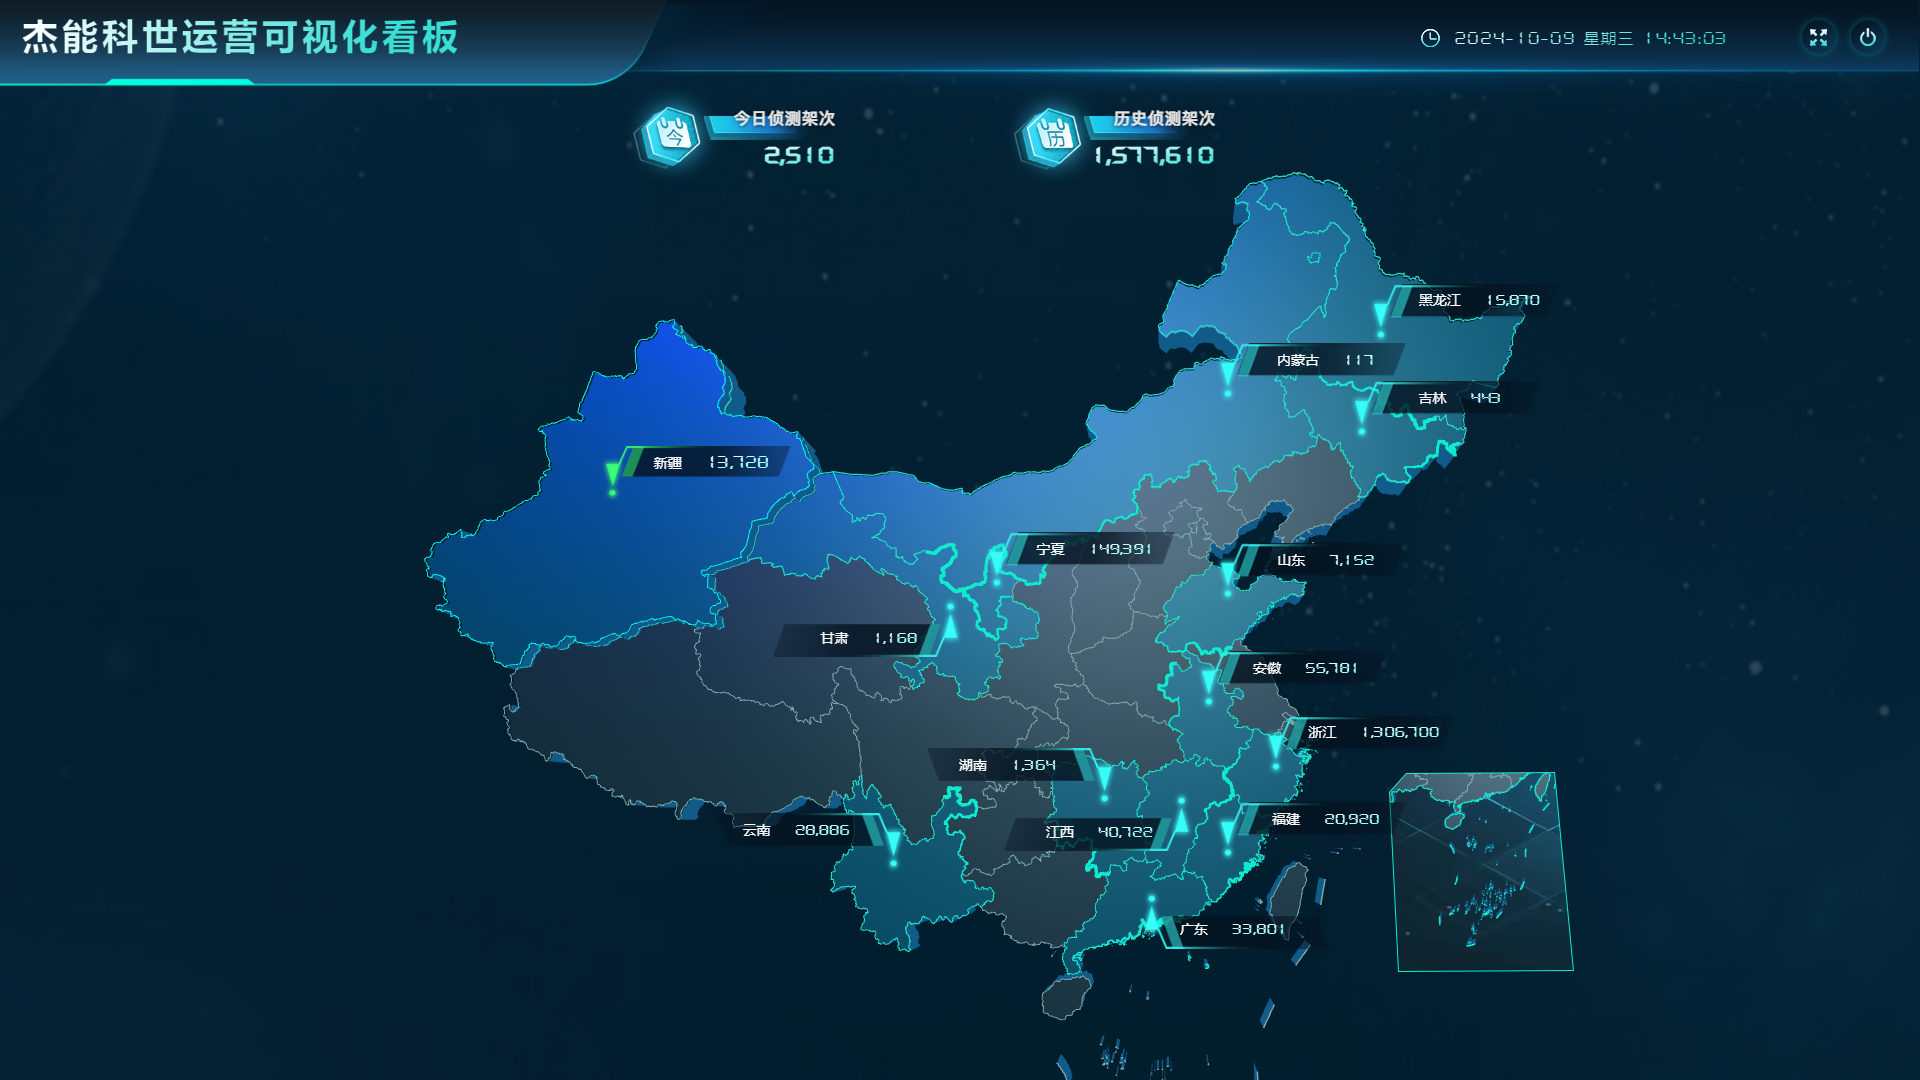 杰能科世运营可视化看板
2024-10-09 星期三 14:43:03
今 今日侦测架次
2,510
历 历史侦测架次
1,577,610
黑龙江 15,870
内蒙古 117
吉林 443
新疆 13,728
宁夏 149,391
山东 7,152
甘肃 1,168
安徽 55,781
浙江 1,306,700
湖南 1,364
福建 20,920
云南 28,886
江西 40,722
广东 33,801